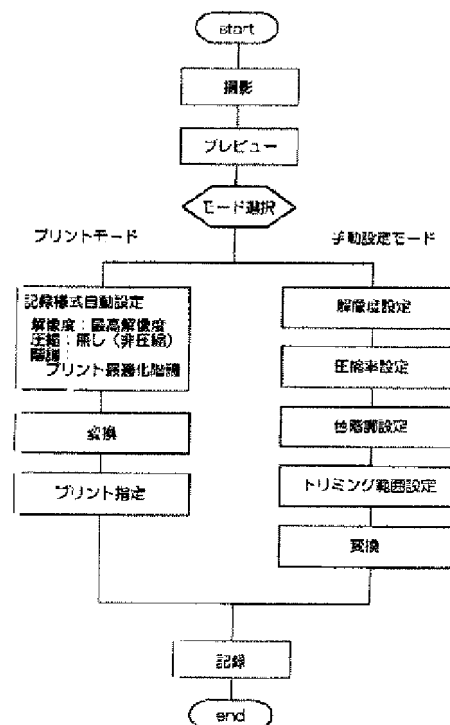 start
撮影
プレビュー
モード選択
プリントモード
手動設定モード
記録様式自動設定
解像度：最高解像度
圧縮：無し（非圧縮）
階調：
プリント最適化階調
変換
プリント指定
解像度設定
圧縮率設定
色階調設定
トリミング範囲設定
変換
記録
end